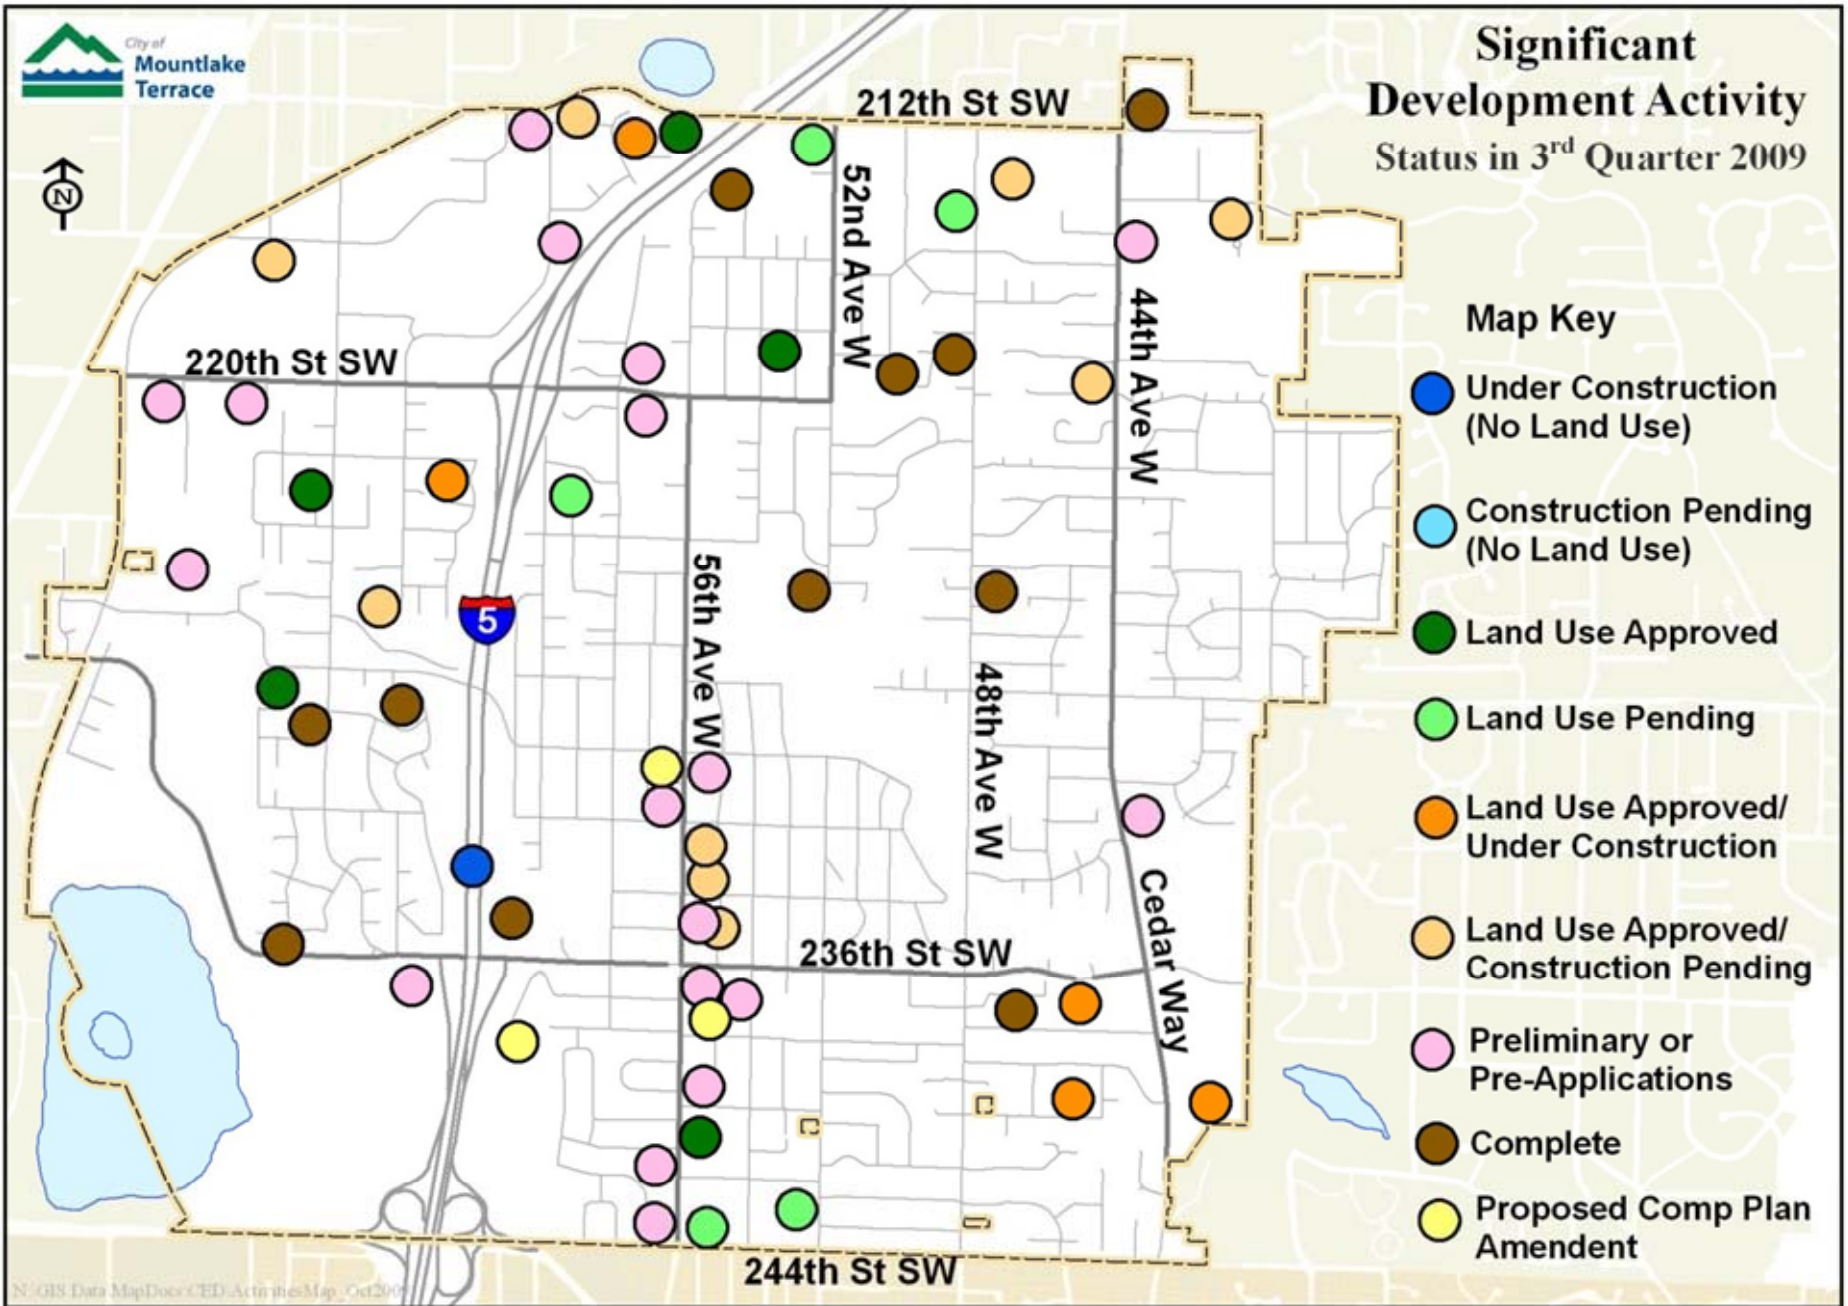 City of
Mountlake
Terrace
Significant
Development Activity
Status in 3rd Quarter 2009
N
212th St SW
52nd Ave W
44th Ave W
220th St SW
5
56th Ave W
48th Ave W
Cedar Way
236th St SW
244th St SW
Map Key
Under Construction
(No Land Use)
Construction Pending
(No Land Use)
Land Use Approved
Land Use Pending
Land Use Approved/
Under Construction
Land Use Approved/
Construction Pending
Preliminary or
Pre-Applications
Complete
Proposed Comp Plan
Amendent